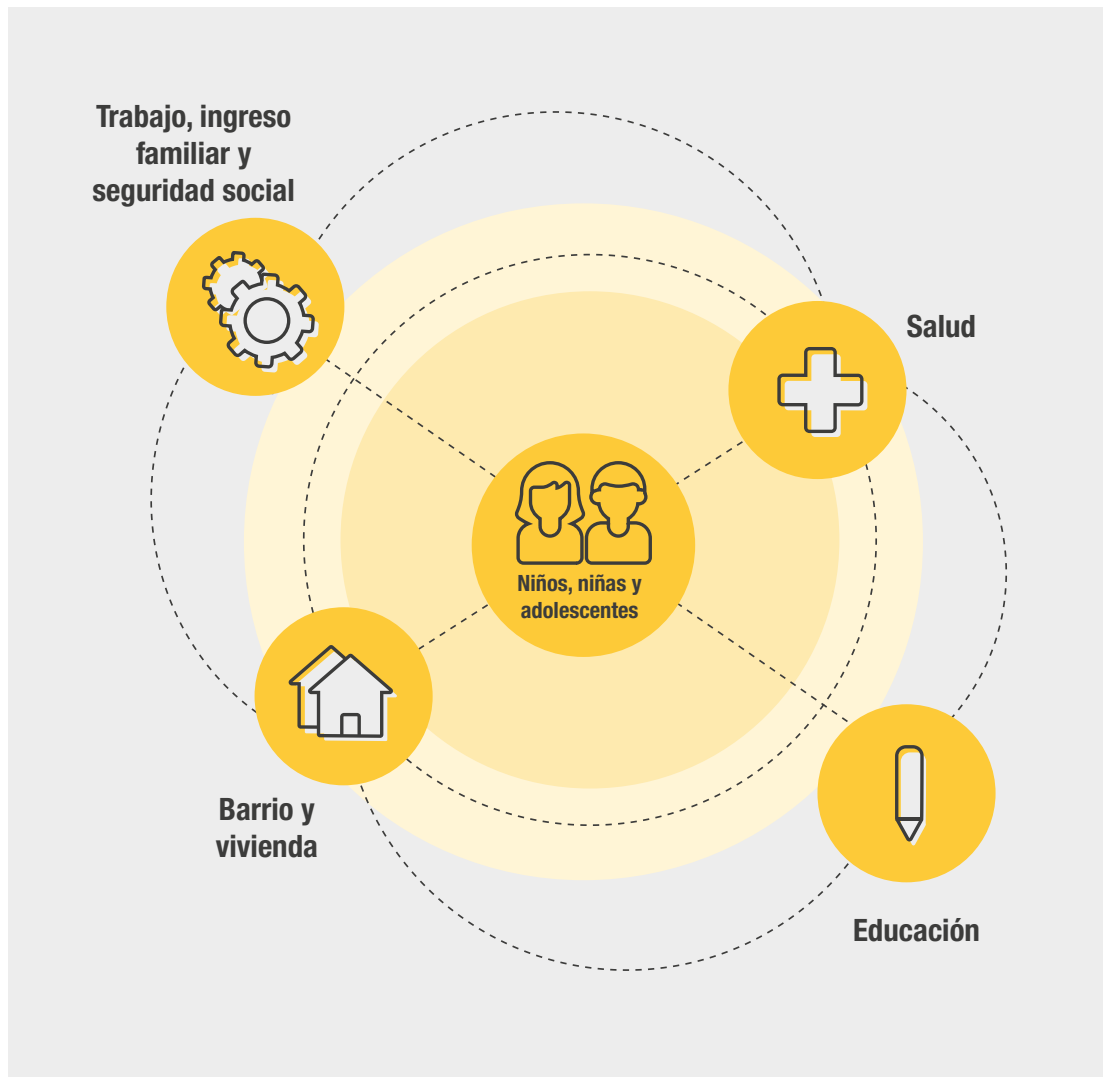 Trabajo, ingreso
familiar y
seguridad social
Salud
Niños, niñas y
adolescentes
Barrio y
vivienda
Educación